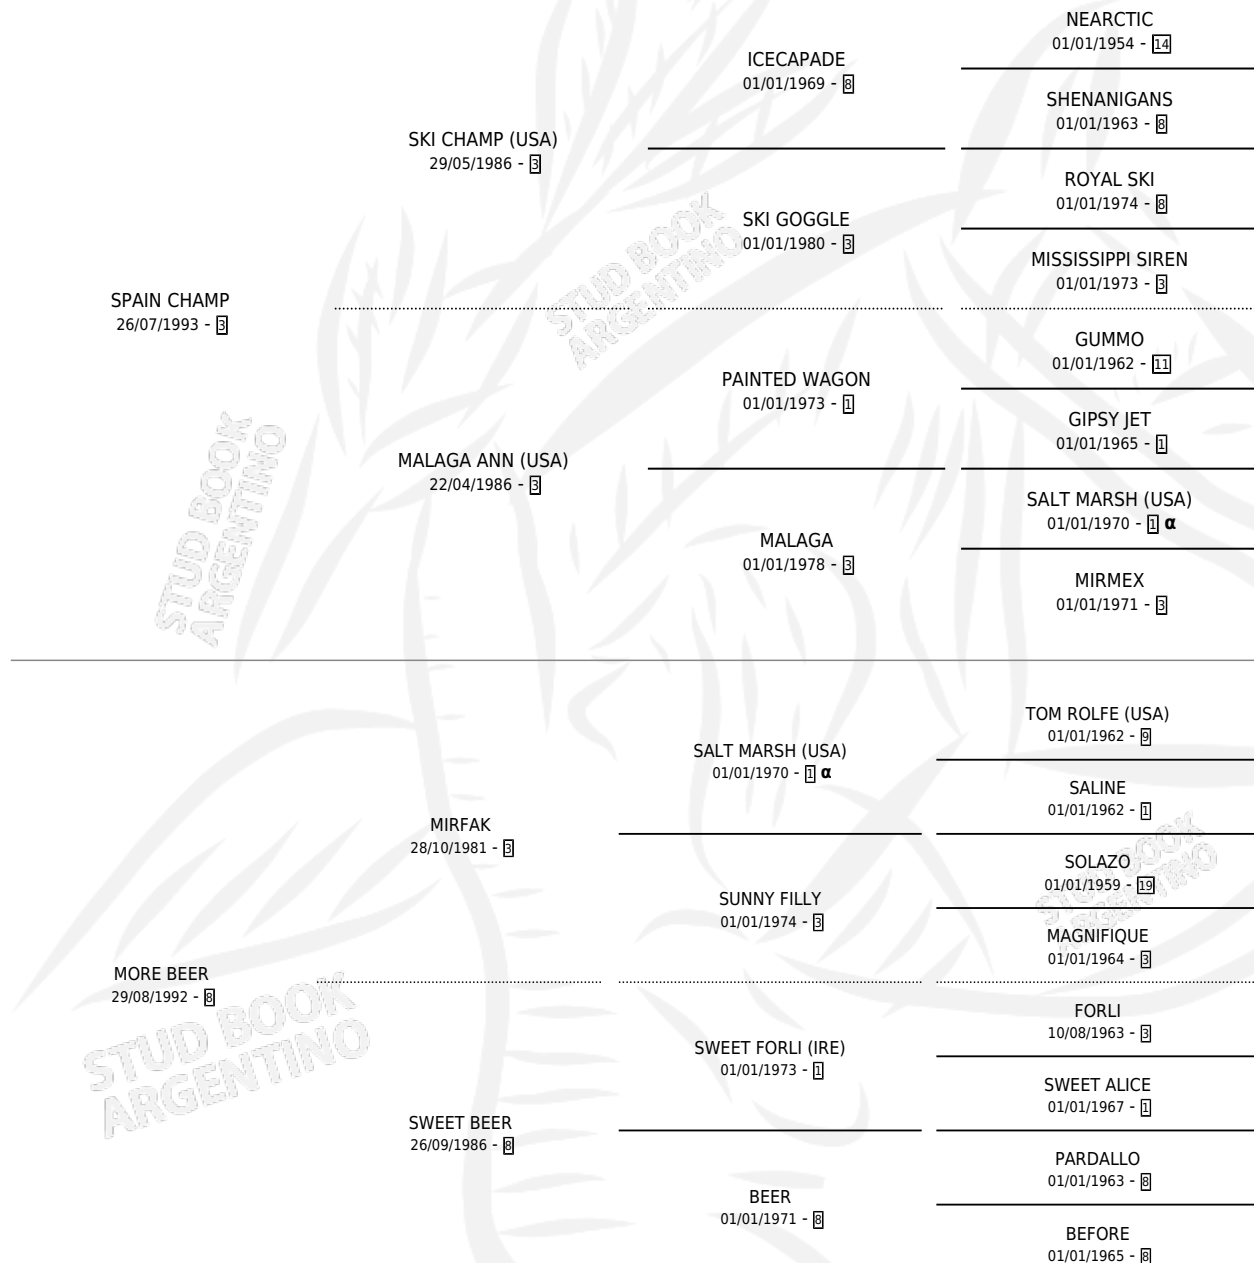 NEARCTIC
01/01/1954 - 14
ICECAPADE
01/01/1969 - 8
SHENANIGANS
01/01/1963 - 8
SKI CHAMP (USA)
29/05/1986 - 3
ROYAL SKI
01/01/1974 - 8
SKI GOGGLE
01/01/1980 - 3
MISSISSIPPI SIREN
01/01/1973 - 3
SPAIN CHAMP
26/07/1993 - 3
GUMMO
01/01/1962 - 11
PAINTED WAGON
01/01/1973 - 1
GIPSY JET
01/01/1965 - 1
MALAGA ANN (USA)
22/04/1986 - 3
SALT MARSH (USA)
01/01/1970 - 1 α
MALAGA
01/01/1978 - 3
MIRMEX
01/01/1971 - 3
TOM ROLFE (USA)
01/01/1962 - 9
SALT MARSH (USA)
01/01/1970 - 1 α
SALINE
01/01/1962 - 1
MIRFAK
28/10/1981 - 3
SOLAZO
01/01/1959 - 19
SUNNY FILLY
01/01/1974 - 3
MAGNIFIQUE
01/01/1964 - 3
MORE BEER
29/08/1992 - 8
FORLI
10/08/1963 - 3
SWEET FORLI (IRE)
01/01/1973 - 1
SWEET ALICE
01/01/1967 - 1
SWEET BEER
26/09/1986 - 8
PARDALLO
01/01/1963 - 8
BEER
01/01/1971 - 8
BEFORE
01/01/1965 - 8
STUD BOOK
ARGENTINO
STUD BOOK
ARGENTINO
STUD BOOK
ARGENTINO
STUD BOOK
ARGENTINO